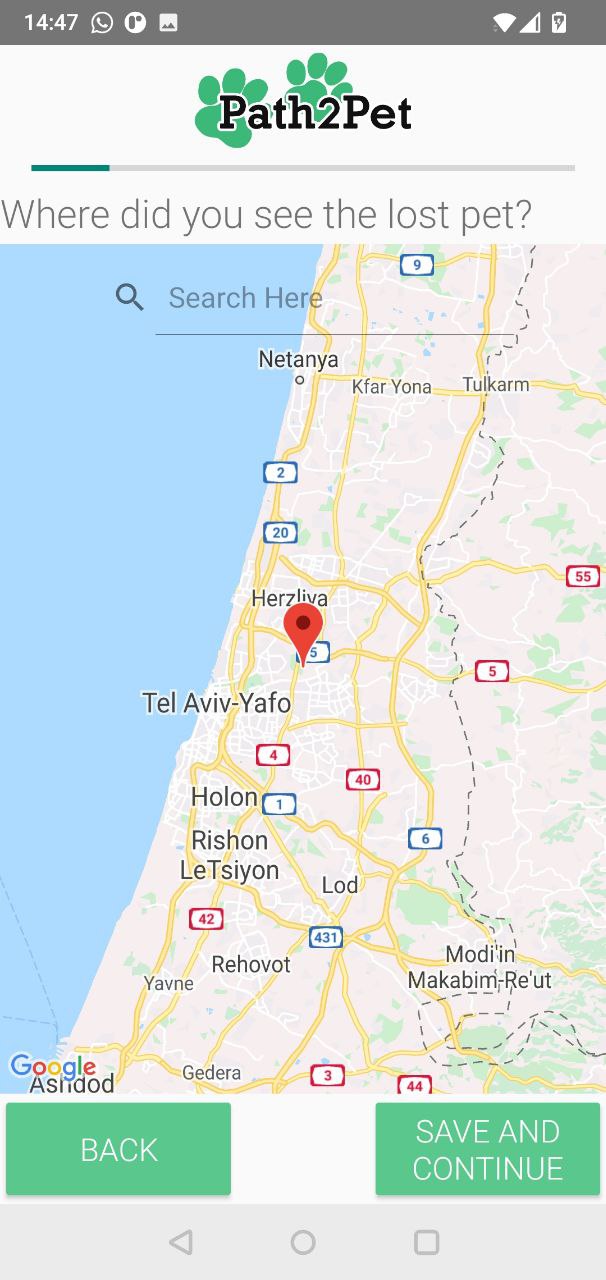 14:47
Path2Pet
Where did you see the lost pet?
9
Search Here
Netanya
Kfar Yona
Tulkarm
2
20
55
Herzliya
5
5
Tel Aviv-Yafo
4
40
Holon
1
6
Rishon
LeTsiyon
Lod
42
431
Modi'in
Makabim-Re'ut
Rehovot
Yavne
Google
Ashdod
Gedera
3
44
BACK
SAVE AND
CONTINUE